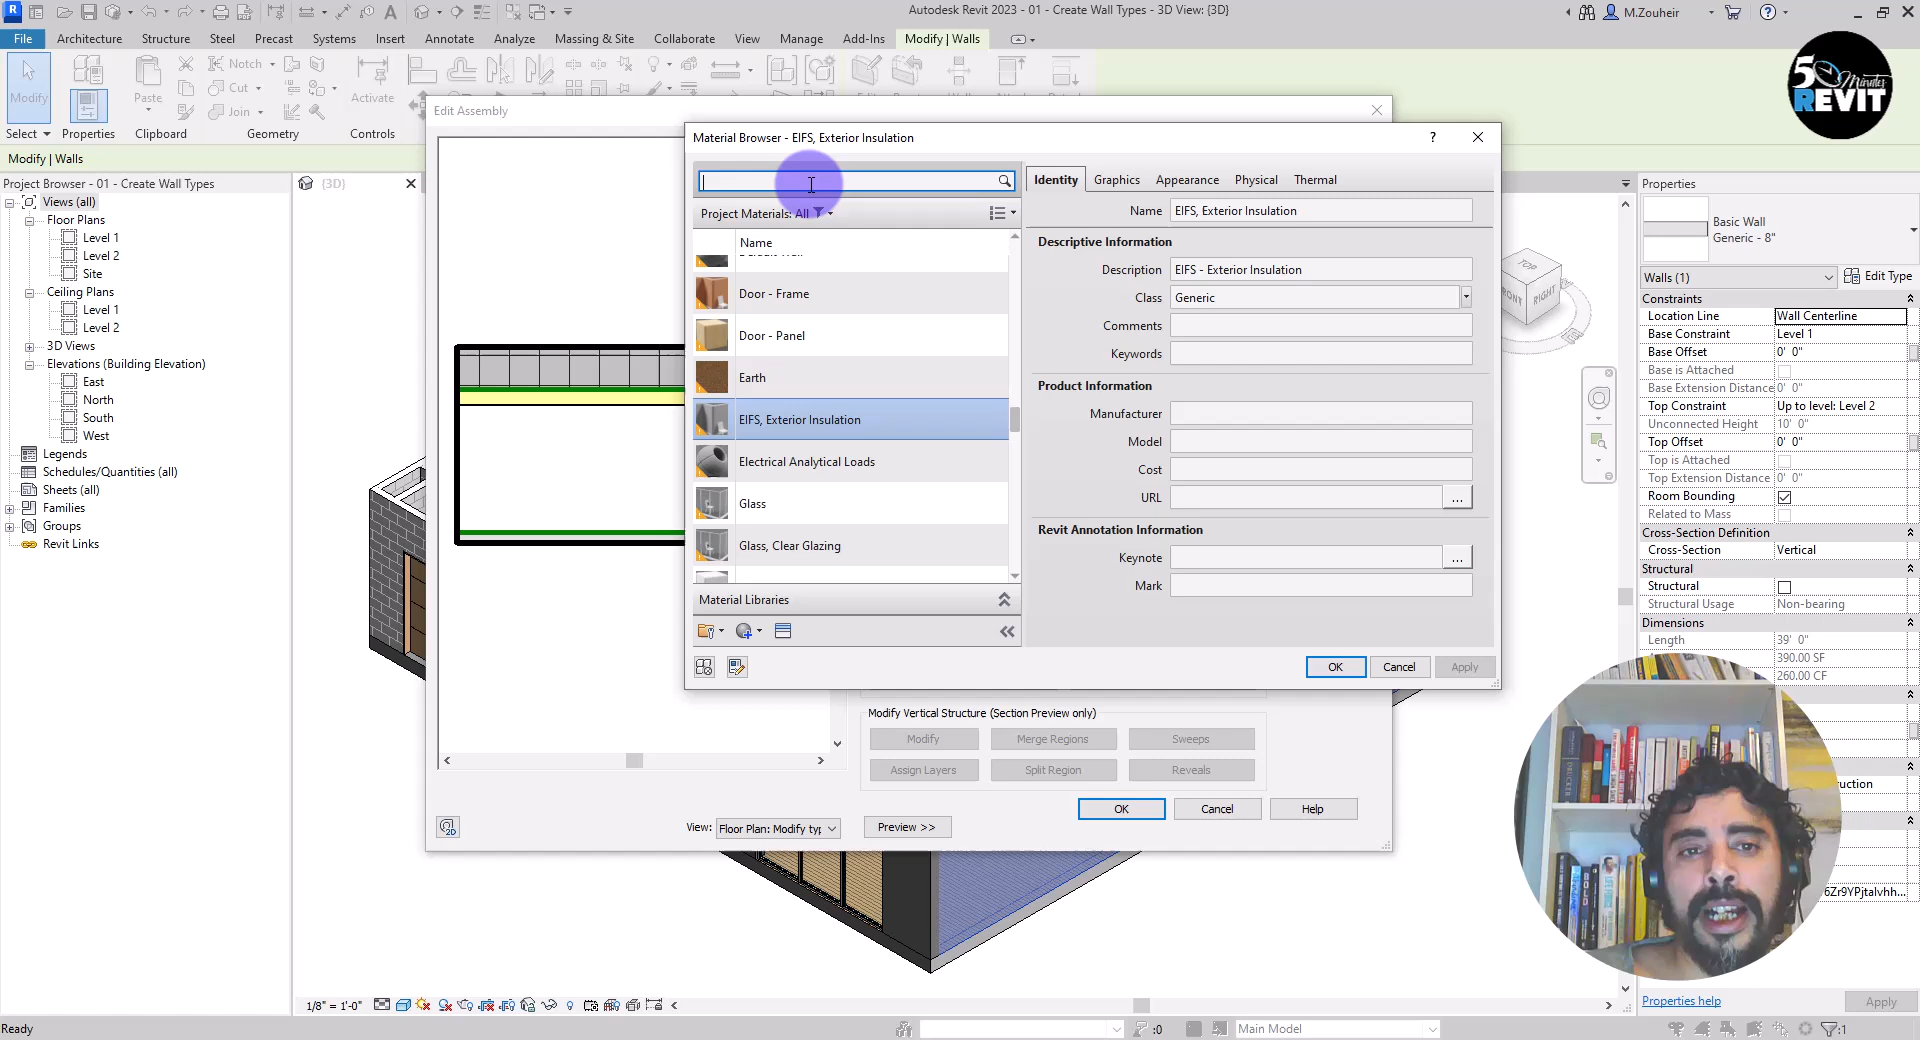 Autodesk Revit 2023 - 01 - Create Wall Types - 3D View: {3D}
M.Zouheir
File
Architecture
Structure
Steel
Precast
Systems
Insert
Annotate
Analyze
Massing & Site
Collaborate
View
Manage
Add-Ins
Modify | Walls
Modify
Paste
Notch
Cut
Join
Activate
Select
Properties
Clipboard
Geometry
Controls
5 Minutes
REVIT
Modify | Walls
Project Browser - 01 - Create Wall Types
Views (all)
Floor Plans
Level 1
Level 2
Site
Ceiling Plans
Level 1
Level 2
3D Views
Elevations (Building Elevation)
East
North
South
West
Legends
Schedules/Quantities (all)
Sheets (all)
Families
Groups
Revit Links
{3D}
Edit Assembly
Material Browser - EIFS, Exterior Insulation
Project Materials: All
Name
Default Wall
Door - Frame
Door - Panel
Earth
EIFS, Exterior Insulation
Electrical Analytical Loads
Glass
Glass, Clear Glazing
Material Libraries
Identity
Graphics
Appearance
Physical
Thermal
Name EIFS, Exterior Insulation
Descriptive Information
Description EIFS - Exterior Insulation
Class Generic
Comments
Keywords
Product Information
Manufacturer
Model
Cost
URL ...
Revit Annotation Information
Keynote ...
Mark
OK
Cancel
Apply
Modify Vertical Structure (Section Preview only)
Modify
Merge Regions
Sweeps
Assign Layers
Split Region
Reveals
OK
Cancel
Help
View: Floor Plan: Modify typ
Preview >>
TOP
FRONT
RIGHT
Properties
Basic Wall
Generic - 8"
Walls (1)
Edit Type
Constraints
Location Line Wall Centerline
Base Constraint Level 1
Base Offset 0' 0"
Base is Attached
Base Extension Distance 0' 0"
Top Constraint Up to level: Level 2
Unconnected Height 10' 0"
Top Offset 0' 0"
Top is Attached
Top Extension Distance 0' 0"
Room Bounding
Related to Mass
Cross-Section Definition
Cross-Section Vertical
Structural
Structural
Structural Usage Non-bearing
Dimensions
Length 39' 0"
390.00 SF
260.00 CF
uction
6Zr9YPjtalvhh...
Properties help
Apply
1/8" = 1'-0"
Ready
:0
Main Model
:1